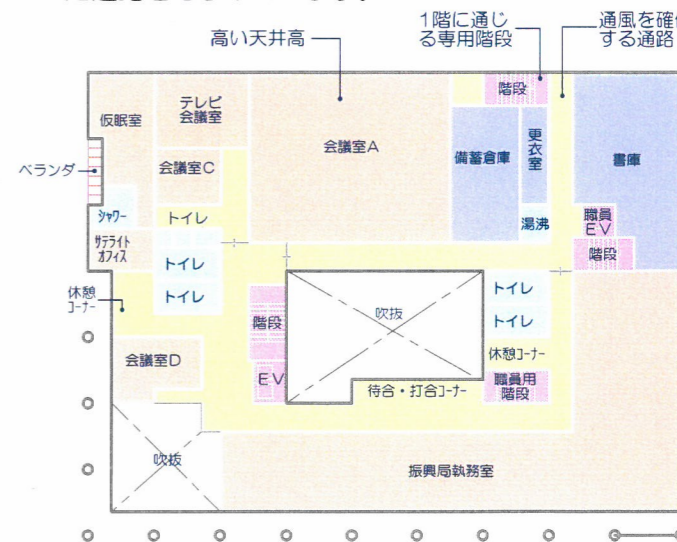 1階に通じ
る専用階段
通風を確
する通路
高い天井高
階段
テレビ
会議室
仮眠室
会議室A
備蓄倉庫
更衣室
書庫
ベランダ
会議室C
シャワー
トイレ
湯沸
職員
EV
サテライト
オフィス
トイレ
階段
休憩
コーナー
トイレ
トイレ
吹抜
階段
トイレ
休憩コーナー
会議室D
EV
待合・打合コーナー
職員用
階段
吹抜
振興局執務室